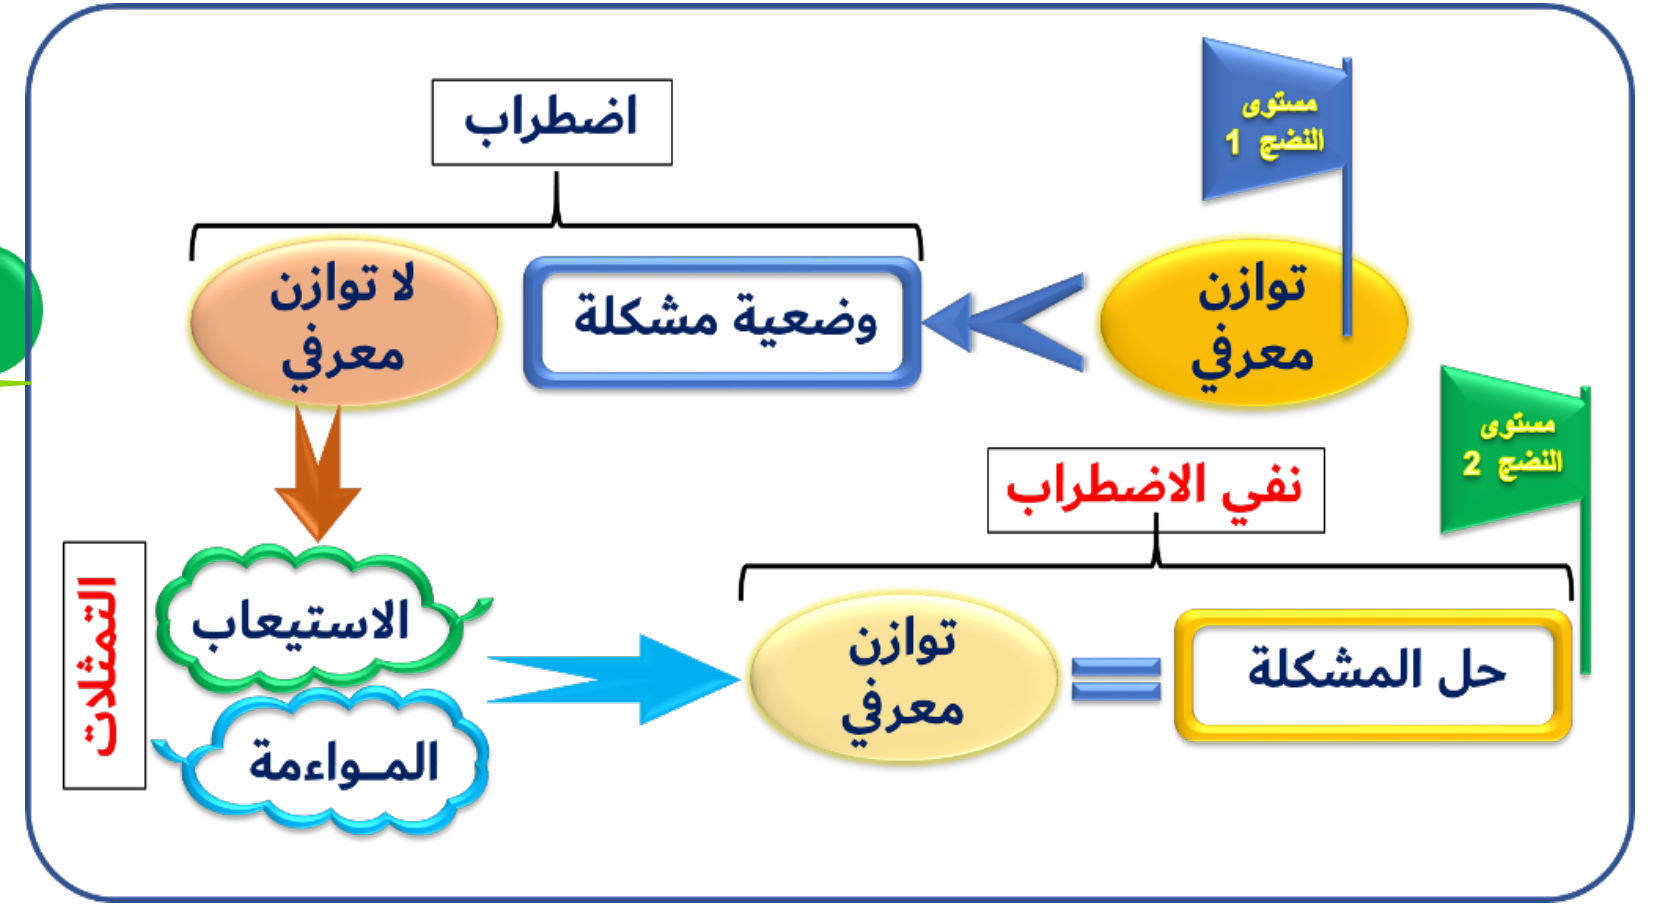 اضطراب
مستوى
النضج 1
توازن
معرفي
وضعية مشكلة
لا توازن
معرفي
مستوى
النضج 2
نفي الاضطراب
التمثلات
الاستيعاب
المـواءمة
توازن
معرفي
حل المشكلة